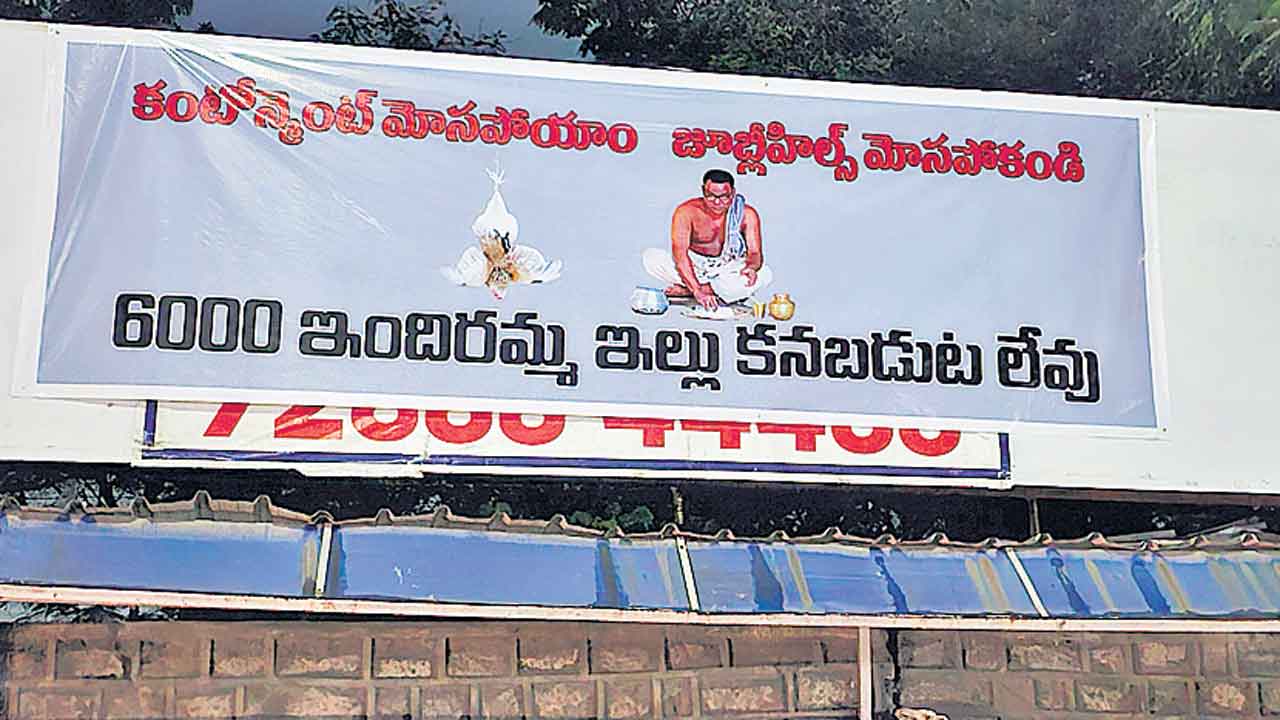 కంటోన్మెంట్ మోసపోయాం జూబ్లీహిల్స్ మోసపోకండి
6000 ఇందిరమ్మ ఇల్లు కనబడుట లేవు